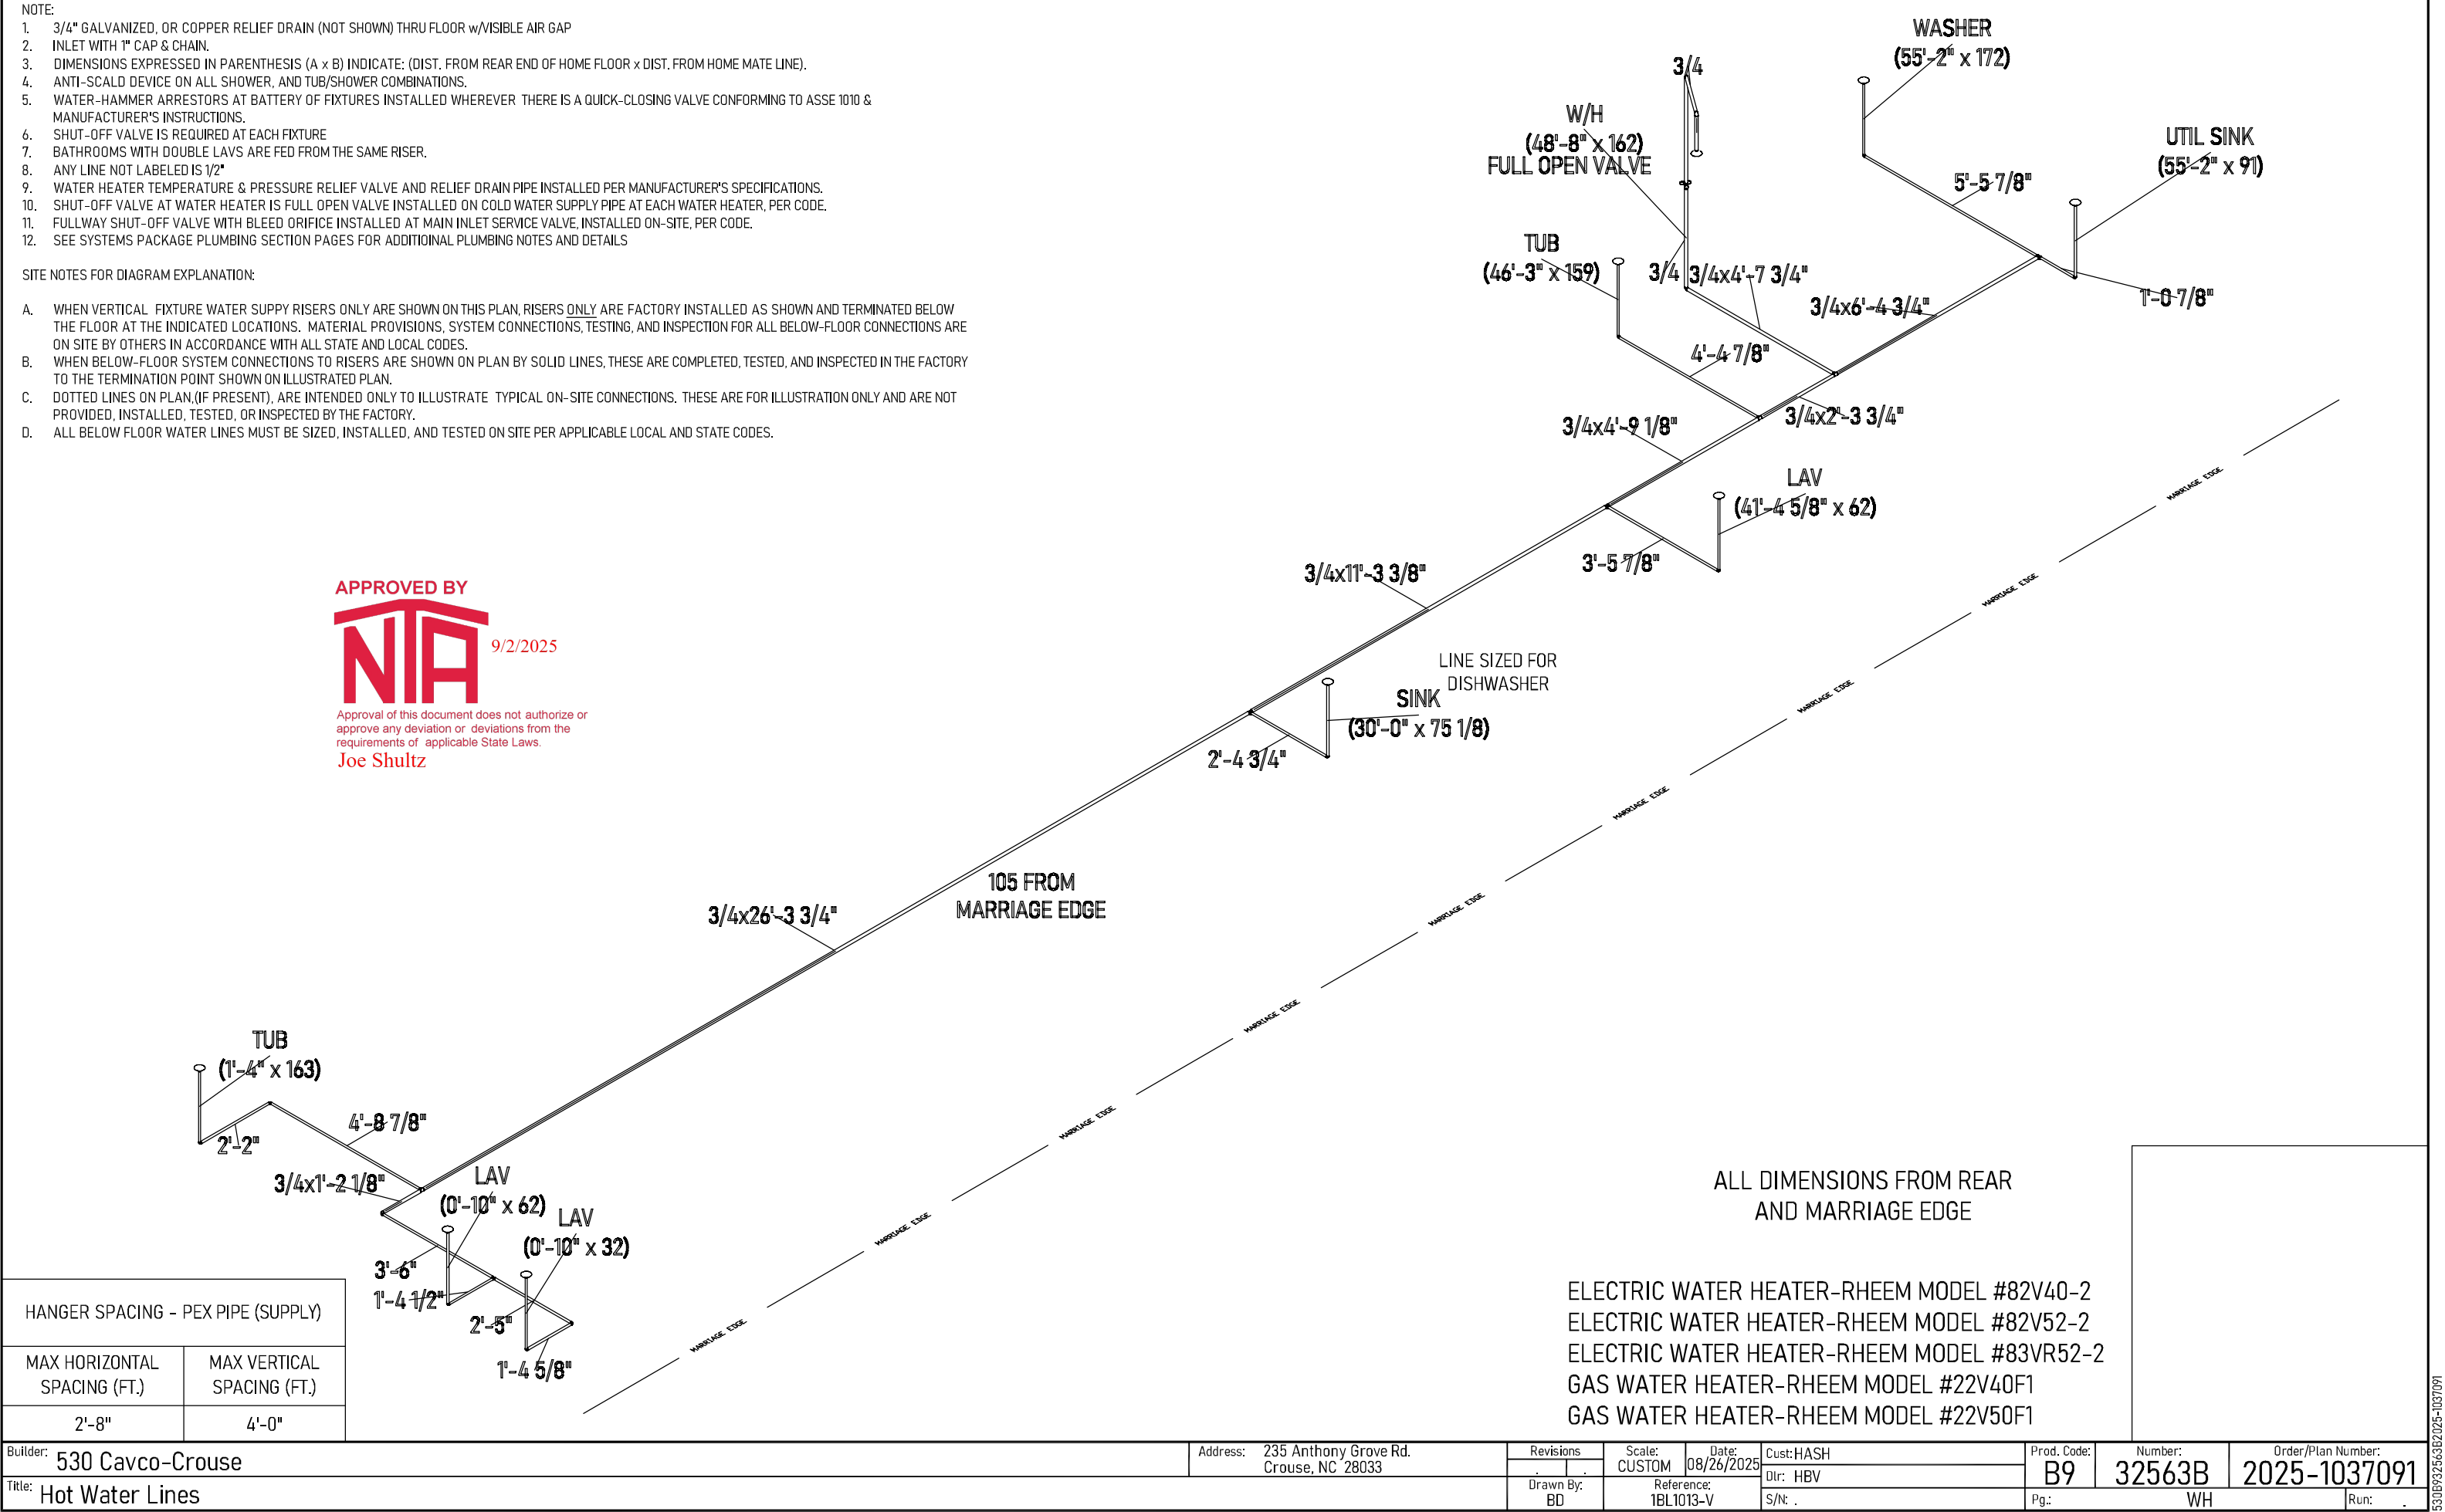 NOTE:
1. 3/4" GALVANIZED, OR COPPER RELIEF DRAIN (NOT SHOWN) THRU FLOOR w/VISIBLE AIR GAP
2. INLET WITH 1" CAP & CHAIN.
3. DIMENSIONS EXPRESSED IN PARENTHESIS (A x B) INDICATE: (DIST. FROM REAR END OF HOME FLOOR x DIST. FROM HOME MATE LINE).
4. ANTI-SCALD DEVICE ON ALL SHOWER, AND TUB/SHOWER COMBINATIONS.
5. WATER-HAMMER ARRESTORS AT BATTERY OF FIXTURES INSTALLED WHEREVER THERE IS A QUICK-CLOSING VALVE CONFORMING TO ASSE 1010 &
MANUFACTURER'S INSTRUCTIONS.
6. SHUT-OFF VALVE IS REQUIRED AT EACH FIXTURE
7. BATHROOMS WITH DOUBLE LAVS ARE FED FROM THE SAME RISER.
8. ANY LINE NOT LABELED IS 1/2"
9. WATER HEATER TEMPERATURE & PRESSURE RELIEF VALVE AND RELIEF DRAIN PIPE INSTALLED PER MANUFACTURER'S SPECIFICATIONS.
10. SHUT-OFF VALVE AT WATER HEATER IS FULL OPEN VALVE INSTALLED ON COLD WATER SUPPLY PIPE AT EACH WATER HEATER, PER CODE.
11. FULLWAY SHUT-OFF VALVE WITH BLEED ORIFICE INSTALLED AT MAIN INLET SERVICE VALVE, INSTALLED ON-SITE, PER CODE.
12. SEE SYSTEMS PACKAGE PLUMBING SECTION PAGES FOR ADDITIOINAL PLUMBING NOTES AND DETAILS
SITE NOTES FOR DIAGRAM EXPLANATION:
A. WHEN VERTICAL FIXTURE WATER SUPPY RISERS ONLY ARE SHOWN ON THIS PLAN, RISERS ONLY ARE FACTORY INSTALLED AS SHOWN AND TERMINATED BELOW
THE FLOOR AT THE INDICATED LOCATIONS. MATERIAL PROVISIONS, SYSTEM CONNECTIONS, TESTING, AND INSPECTION FOR ALL BELOW-FLOOR CONNECTIONS ARE
ON SITE BY OTHERS IN ACCORDANCE WITH ALL STATE AND LOCAL CODES.
B. WHEN BELOW-FLOOR SYSTEM CONNECTIONS TO RISERS ARE SHOWN ON PLAN BY SOLID LINES, THESE ARE COMPLETED, TESTED, AND INSPECTED IN THE FACTORY
TO THE TERMINATION POINT SHOWN ON ILLUSTRATED PLAN.
C. DOTTED LINES ON PLAN,(IF PRESENT), ARE INTENDED ONLY TO ILLUSTRATE TYPICAL ON-SITE CONNECTIONS. THESE ARE FOR ILLUSTRATION ONLY AND ARE NOT
PROVIDED, INSTALLED, TESTED, OR INSPECTED BY THE FACTORY.
D. ALL BELOW FLOOR WATER LINES MUST BE SIZED, INSTALLED, AND TESTED ON SITE PER APPLICABLE LOCAL AND STATE CODES.
WASHER
(55'-2" x 172)
3/4
W/H
(48'-8" x 162)
FULL OPEN VALVE
UTIL SINK
(55'-2" x 91)
5'-5 7/8"
TUB
(46'-3" x 159)
3/4
3/4x4'-7 3/4"
3/4x6'-4 3/4"
1'-0 7/8"
4'-4 7/8"
3/4x4'-9 1/8"
3/4x2'-3 3/4"
LAV
(41'-4 5/8" x 62)
3'-5 7/8"
3/4x11'-3 3/8"
LINE SIZED FOR
DISHWASHER
SINK
(30'-0" x 75 1/8)
2'-4 3/4"
MARRIAGE EDGE
MARRIAGE EDGE
MARRIAGE EDGE
MARRIAGE EDGE
MARRIAGE EDGE
MARRIAGE EDGE
MARRIAGE EDGE
MARRIAGE EDGE
MARRIAGE EDGE
APPROVED BY
NTA
9/2/2025
Approval of this document does not authorize or
approve any deviation or deviations from the
requirements of applicable State Laws.
Joe Shultz
105 FROM
MARRIAGE EDGE
3/4x26'-3 3/4"
TUB
(1'-4" x 163)
2'-2"
4'-8 7/8"
3/4x1'-2 1/8"
LAV
(0'-10" x 62)
LAV
(0'-10" x 32)
3'-6"
1'-4 1/2"
2'-5"
1'-4 5/8"
ALL DIMENSIONS FROM REAR
AND MARRIAGE EDGE
ELECTRIC WATER HEATER-RHEEM MODEL #82V40-2
ELECTRIC WATER HEATER-RHEEM MODEL #82V52-2
ELECTRIC WATER HEATER-RHEEM MODEL #83VR52-2
GAS WATER HEATER-RHEEM MODEL #22V40F1
GAS WATER HEATER-RHEEM MODEL #22V50F1
HANGER SPACING - PEX PIPE (SUPPLY)
MAX HORIZONTAL
SPACING (FT.)
MAX VERTICAL
SPACING (FT.)
2'-8"
4'-0"
Builder: 530 Cavco-Crouse
Title: Hot Water Lines
Address: 235 Anthony Grove Rd.
Crouse, NC 28033
Revisions
. .
Drawn By:
BD
Scale:
CUSTOM
Date:
08/26/2025
Reference:
1BL1013-V
Cust: HASH
Dlr: HBV
S/N: .
Prod. Code:
B9
Number:
32563B
Order/Plan Number:
2025-1037091
Pg.: WH
Run: .
530B932563B2025-1037091